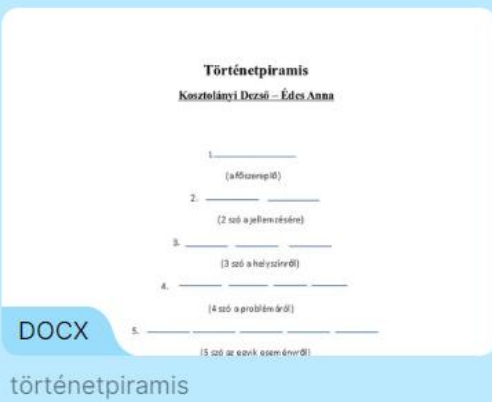 Történetpiramis
Kosztolányi Dezső – Édes Anna
1.
(a főszereplő)
2.
(2 szó a jellemzésére)
3.
(3 szó a helyszínről)
4.
(4 szó a problémáról)
5.
(5 szó az egyik eseményről)
DOCX
történetpiramis